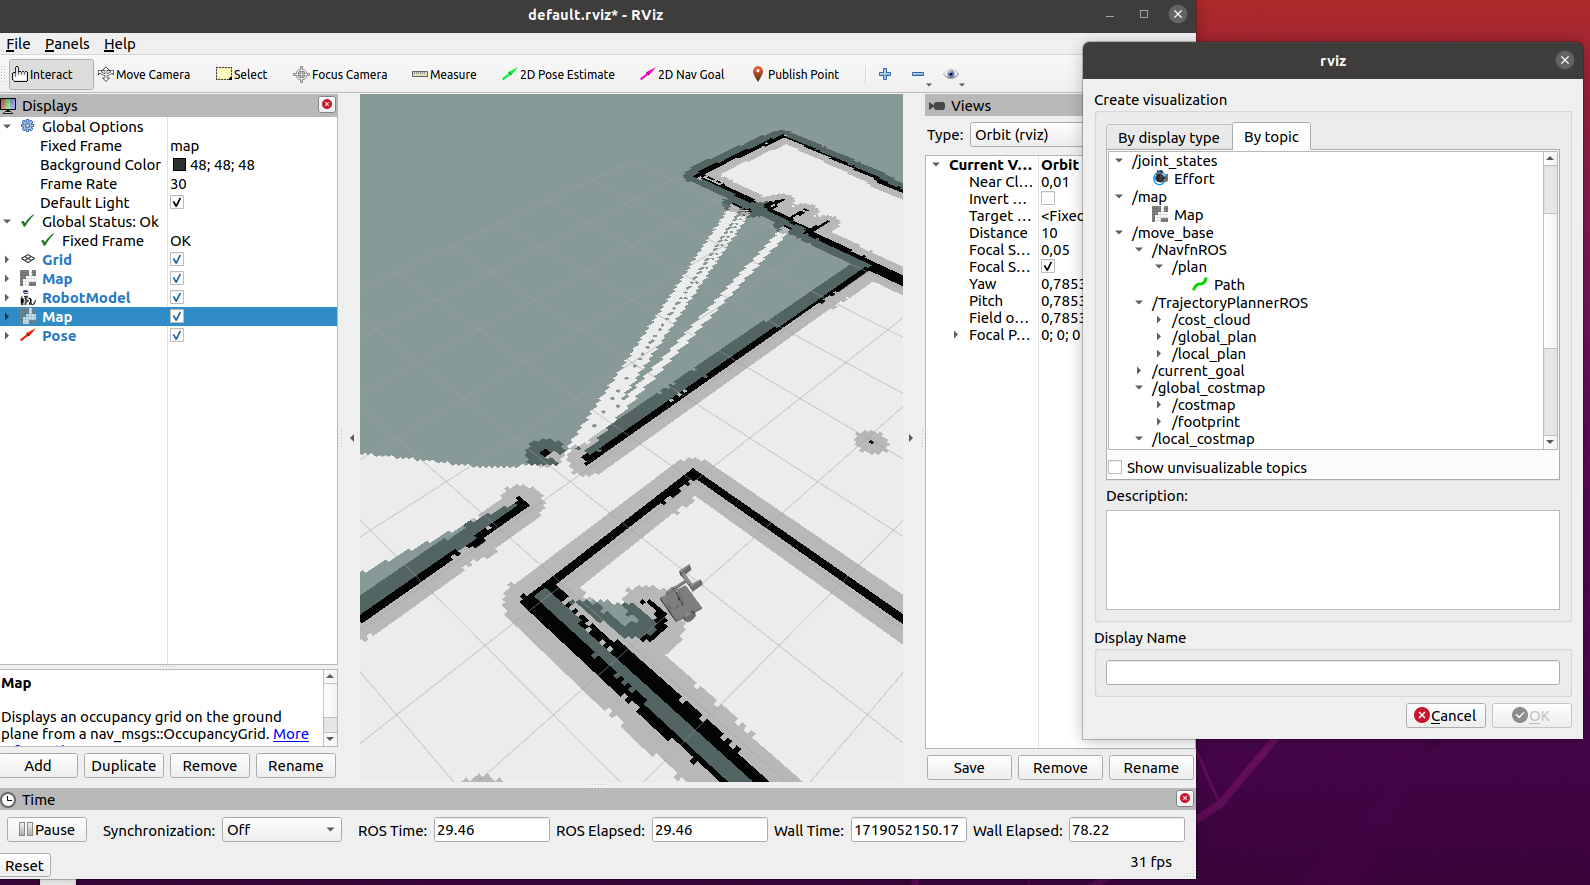 default.rviz* - RViz
File Panels Help
Interact Move Camera Select Focus Camera Measure 2D Pose Estimate 2D Nav Goal Publish Point
Displays
Global Options
Fixed Frame map
Background Color 48; 48; 48
Frame Rate 30
Default Light
Global Status: Ok
Fixed Frame OK
Grid
Map
RobotModel
Map
Pose
Map
Displays an occupancy grid on the ground
plane from a nav_msgs::OccupancyGrid. More
Add Duplicate Remove Rename
Views
Type: Orbit (rviz)
Current V... Orbit
Near Cl... 0,01
Invert ...
Target ... <Fixed
Distance 10
Focal S... 0,05
Focal S...
Yaw 0,7853
Pitch 0,7853
Field o... 0,7853
Focal P... 0; 0; 0
Save Remove Rename
rviz
Create visualization
By display type By topic
/joint_states
Effort
/map
Map
/move_base
/NavfnROS
/plan
Path
/TrajectoryPlannerROS
/cost_cloud
/global_plan
/local_plan
/current_goal
/global_costmap
/costmap
/footprint
/local_costmap
Show unvisualizable topics
Description:
Display Name
Cancel OK
Time
Pause Synchronization: Off ROS Time: 29.46 ROS Elapsed: 29.46 Wall Time: 1719052150.17 Wall Elapsed: 78.22
Reset 31 fps